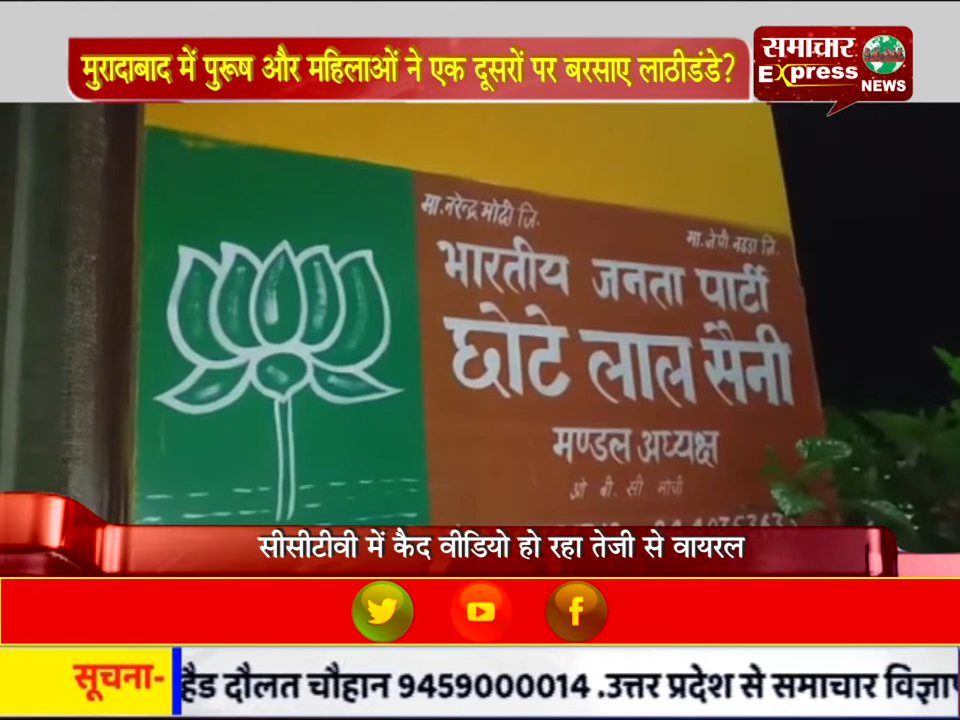 मुरादाबाद में पुरूष और महिलाओं ने एक दूसरों पर बरसाए लाठीडंडे?
समाचार
Express
NEWS
मा.नरेन्द्र मोदी जि.
मा.जेपी नडडा जि.
भारतीय जनता पार्टी
छोटे लाल सैनी
मण्डल अध्यक्ष
ओ बी. सी. मोर्चा
सीसीटीवी में कैद वीडियो हो रहा तेजी से वायरल
सूचना-
हैड दौलत चौहान 9459000014 .उत्तर प्रदेश से समाचार विज्ञाप